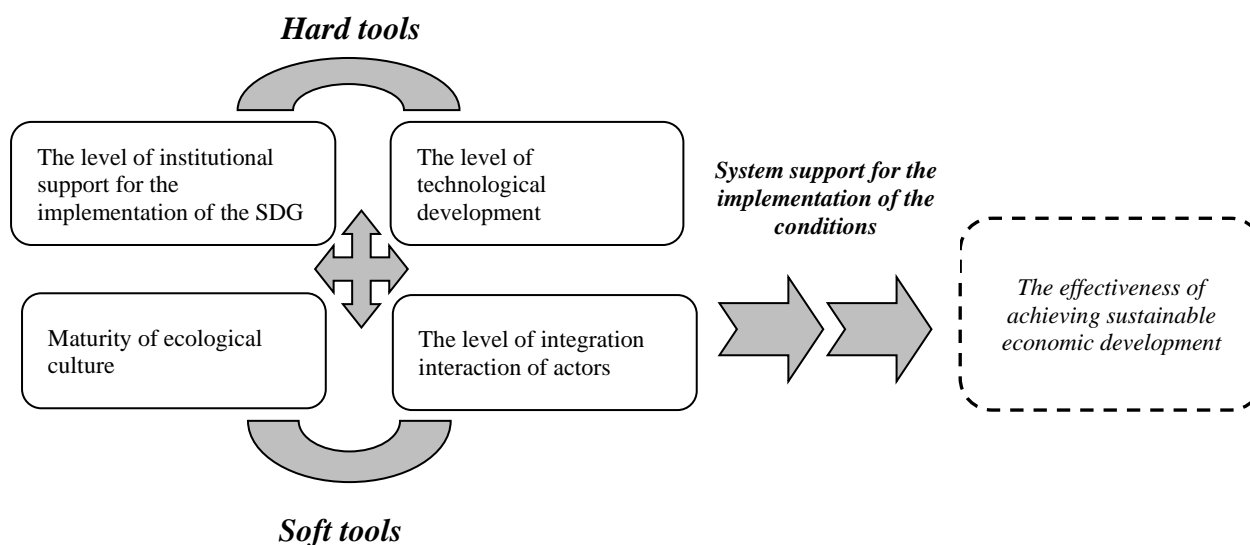 Hard tools
The level of institutional
support for the
implementation of the SDG
The level of
technological
development
Maturity of ecological
culture
The level of integration
interaction of actors
Soft tools
System support for the
implementation of the
conditions
The effectiveness of
achieving sustainable
economic development